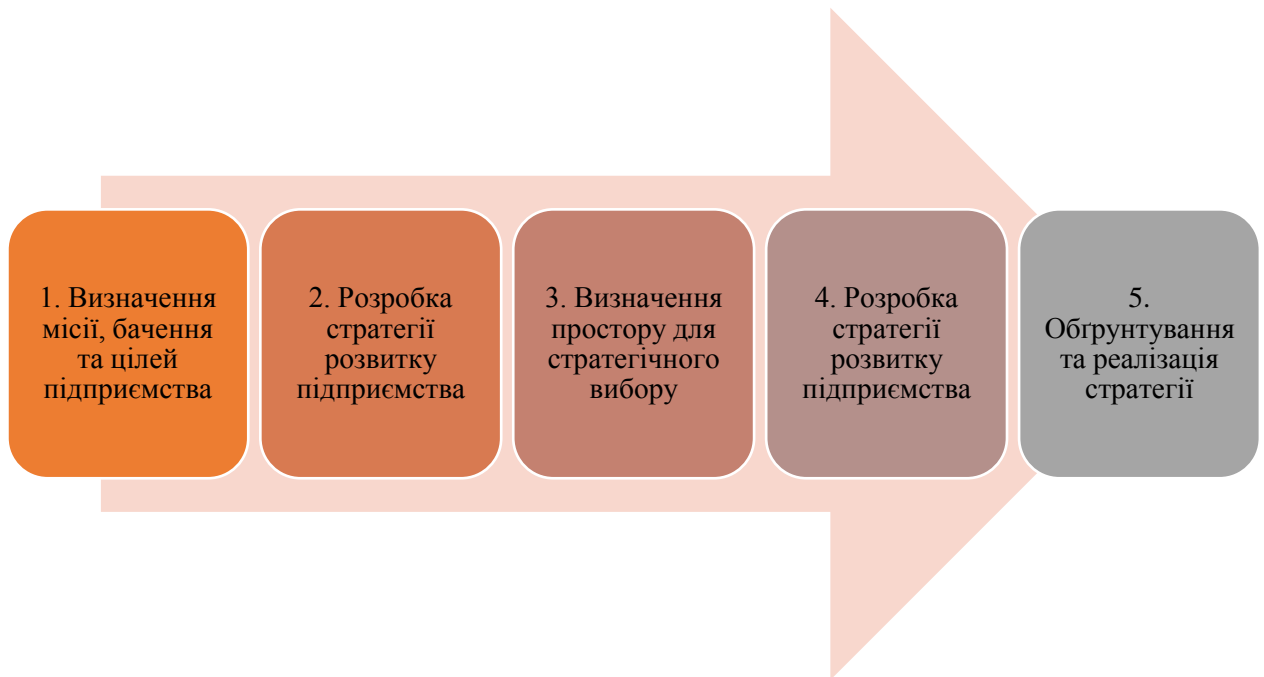 1. Визначення
місії, бачення
та цілей
підприємства
2. Розробка
стратегії
розвитку
підприємства
3. Визначення
простору для
стратегічного
вибору
4. Розробка
стратегії
розвитку
підприємства
5.
Обґрунтування
та реалізація
стратегії